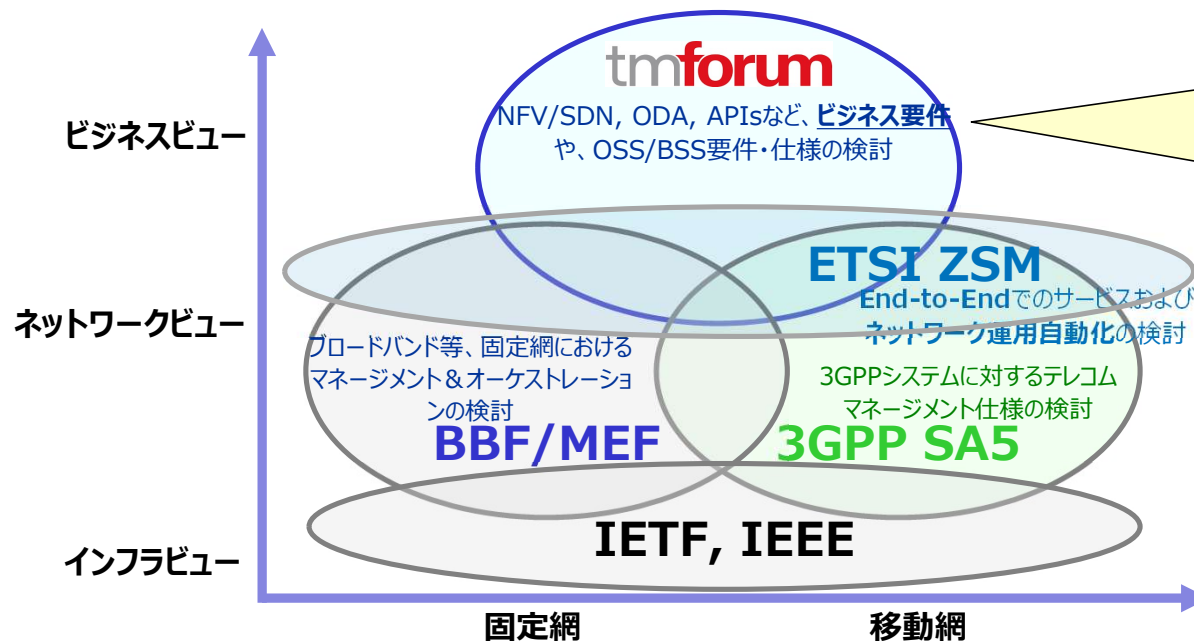 tmforum
NFV/SDN, ODA, APIsなど、ビジネス要件
や、OSS/BSS要件・仕様の検討
ビジネスビュー
ETSI ZSM
End-to-Endでのサービスおよび
ネットワーク運用自動化の検討
ネットワークビュー
ブロードバンド等、固定網における
マネージメント＆オーケストレーショ
ンの検討
BBF/MEF
3GPPシステムに対するテレコム
マネージメント仕様の検討
3GPP SA5
IETF, IEEE
インフラビュー
固定網
移動網